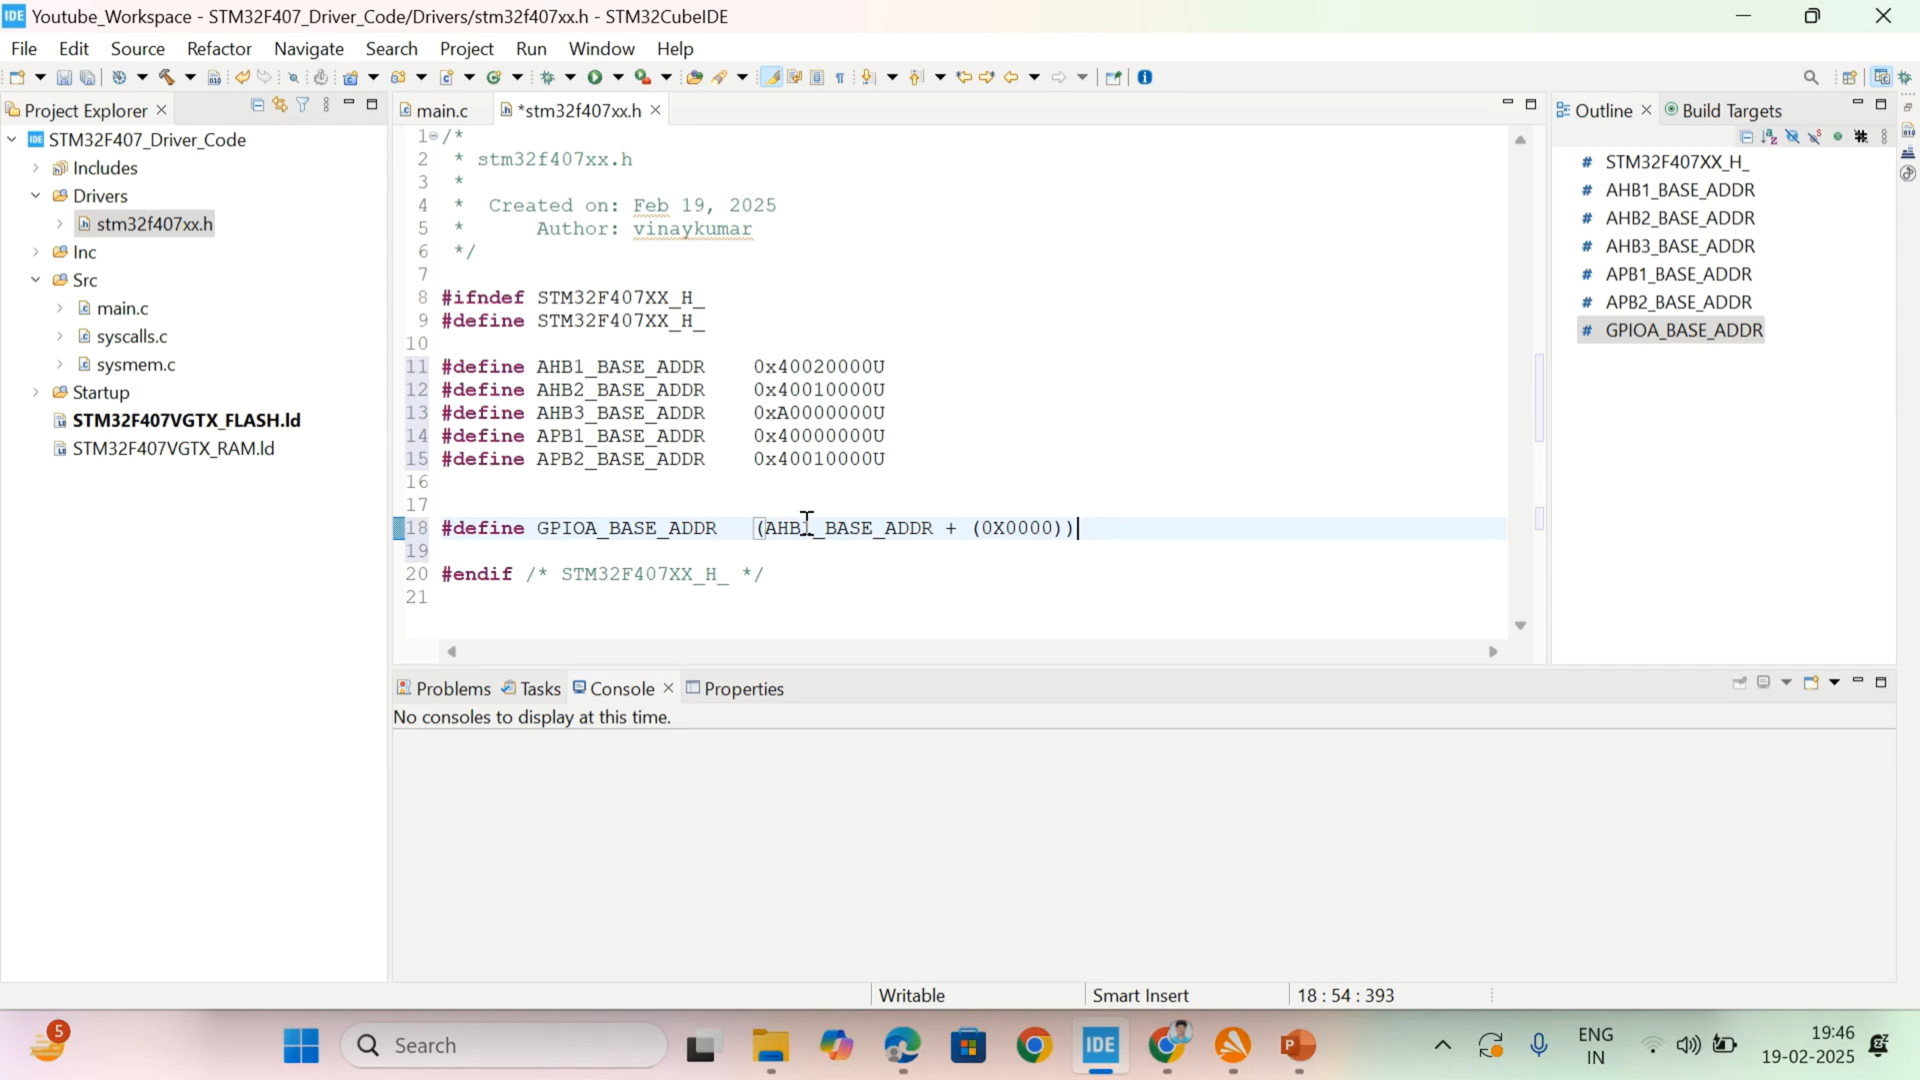 IDE Youtube_Workspace - STM32F407_Driver_Code/Drivers/stm32f407xx.h - STM32CubeIDE
File Edit Source Refactor Navigate Search Project Run Window Help
Project Explorer
STM32F407_Driver_Code
Includes
Drivers
stm32f407xx.h
Inc
Src
main.c
syscalls.c
sysmem.c
Startup
STM32F407VGTX_FLASH.ld
STM32F407VGTX_RAM.ld
main.c *stm32f407xx.h
1 /*
2 * stm32f407xx.h
3 *
4 * Created on: Feb 19, 2025
5 * Author: vinaykumar
6 */
7
8 #ifndef STM32F407XX_H_
9 #define STM32F407XX_H_
10
11 #define AHB1_BASE_ADDR 0x40020000U
12 #define AHB2_BASE_ADDR 0x40010000U
13 #define AHB3_BASE_ADDR 0xA0000000U
14 #define APB1_BASE_ADDR 0x40000000U
15 #define APB2_BASE_ADDR 0x40010000U
16
17
18 #define GPIOA_BASE_ADDR (AHB1_BASE_ADDR + (0X0000))
19
20 #endif /* STM32F407XX_H_ */
21
Outline Build Targets
# STM32F407XX_H_
# AHB1_BASE_ADDR
# AHB2_BASE_ADDR
# AHB3_BASE_ADDR
# APB1_BASE_ADDR
# APB2_BASE_ADDR
# GPIOA_BASE_ADDR
Problems Tasks Console Properties
No consoles to display at this time.
Writable Smart Insert 18 : 54 : 393
5
Search
IDE
ENG
IN
19:46
19-02-2025